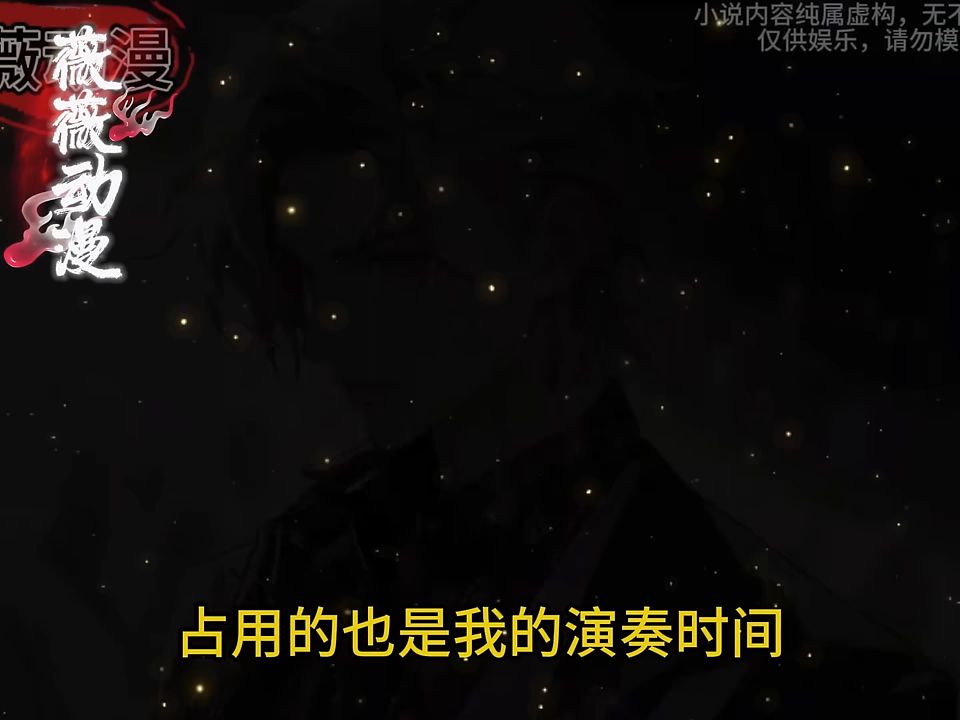 小说内容纯属虚构，无不
仅供娱乐，请勿模
薇薇动漫
占用的也是我的演奏时间